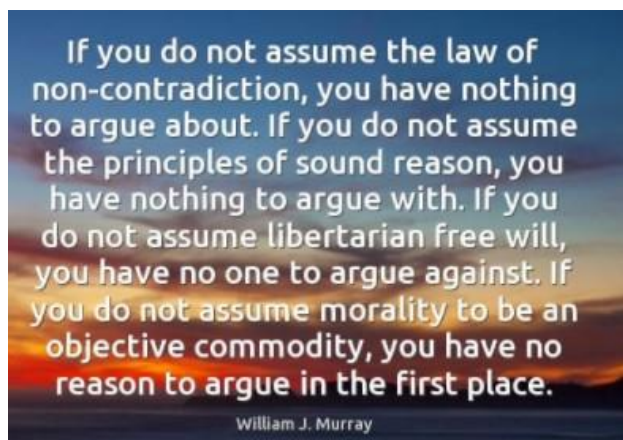 If you do not assume the law of
non-contradiction, you have nothing
to argue about. If you do not assume
the principles of sound reason, you
have nothing to argue with. If you
do not assume libertarian free will,
you have no one to argue against. If
you do not assume morality to be an
objective commodity, you have no
reason to argue in the first place.
William J. Murray